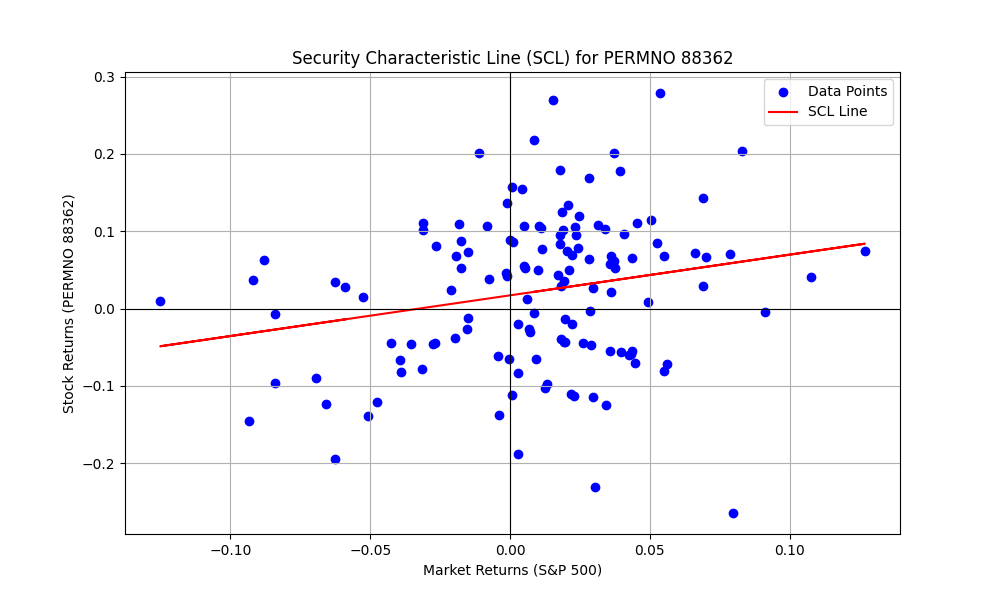 Security Characteristic Line (SCL) for PERMNO 88362
Data Points
SCL Line
0.3
0.2
0.1
0.0
−0.1
−0.2
Stock Returns (PERMNO 88362)
−0.10
−0.05
0.00
0.05
0.10
Market Returns (S&P 500)